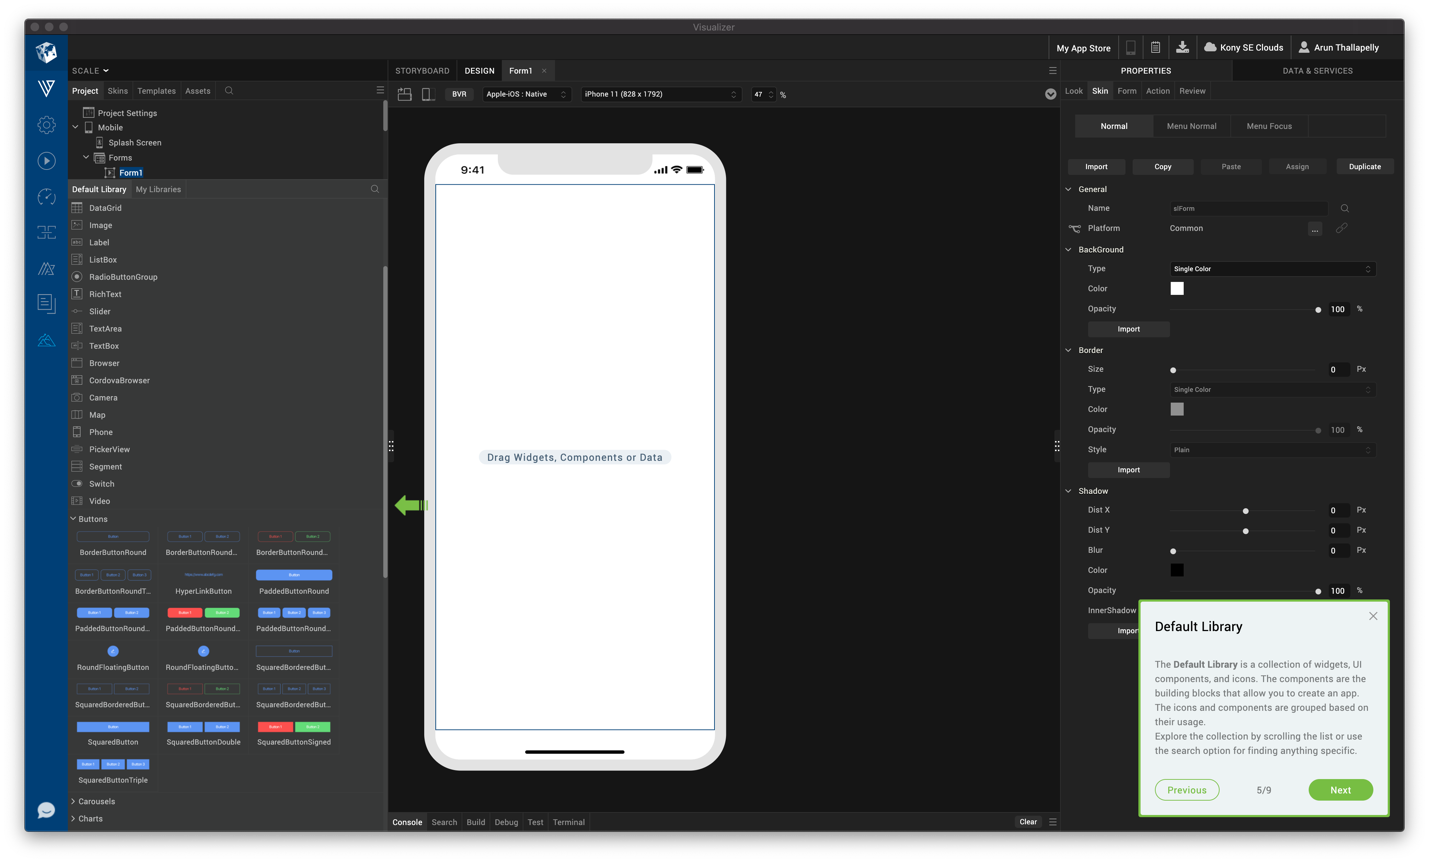 Visualizer
My App Store
Kony SE Clouds
Arun Thallapelly
SCALE
STORYBOARD
DESIGN
Form1
PROPERTIES
DATA & SERVICES
Project
Skins
Templates
Assets
BVR
Apple-iOS : Native
iPhone 11 (828 x 1792)
47
%
Look
Skin
Form
Action
Review
Project Settings
Mobile
Splash Screen
Forms
Form1
Default Library
My Libraries
DataGrid
Image
Label
ListBox
RadioButtonGroup
RichText
Slider
TextArea
TextBox
Browser
CordovaBrowser
Camera
Map
Phone
PickerView
Segment
Switch
Video
Buttons
BorderButtonRound
BorderButtonRound...
BorderButtonRound...
BorderButtonRoundT...
HyperLinkButton
PaddedButtonRound
PaddedButtonRound...
PaddedButtonRound...
PaddedButtonRound...
RoundFloatingButton
RoundFloatingButto...
SquaredBorderedBut...
SquaredBorderedBut...
SquaredBorderedBut...
SquaredBorderedBut...
SquaredButton
SquaredButtonDouble
SquaredButtonSigned
SquaredButtonTriple
Carousels
Charts
9:41
Drag Widgets, Components or Data
Console
Search
Build
Debug
Test
Terminal
Clear
Normal
Menu Normal
Menu Focus
Import
Copy
Paste
Assign
Duplicate
General
Name
slForm
Platform
Common
...
BackGround
Type
Single Color
Color
Opacity
100
%
Import
Border
Size
0
Px
Type
Single Color
Color
Opacity
100
%
Style
Plain
Import
Shadow
Dist X
0
Px
Dist Y
0
Px
Blur
0
Px
Color
Opacity
100
%
InnerShadow
Import
Default Library
The Default Library is a collection of widgets, UI
components, and icons. The components are the
building blocks that allow you to create an app.
The icons and components are grouped based on
their usage.
Explore the collection by scrolling the list or use
the search option for finding anything specific.
Previous
5/9
Next